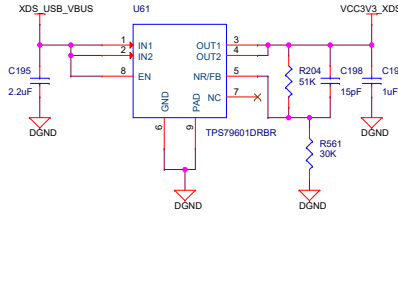 XDS_USB_VBUS
U61
VCC3V3_XDS
1
IN1
OUT1
3
2
IN2
OUT2
4
8
EN
NR/FB
5
NC
7
GND
PAD
6
9
TPS79601DRBR
C195
2.2uF
R204
51K
C198
15pF
C19
1uF
R561
30K
DGND
DGND
DGND
DGND